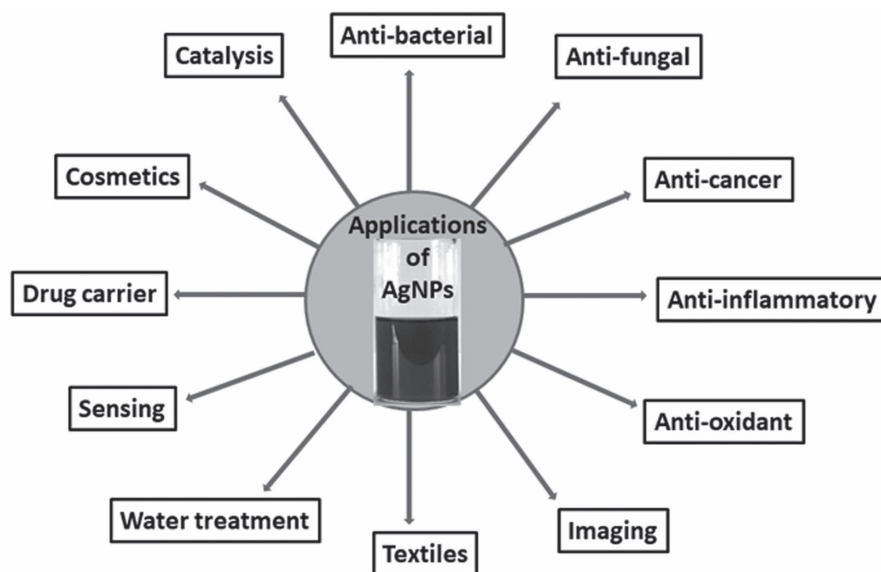 Anti-bacterial
Catalysis
Anti-fungal
Cosmetics
Anti-cancer
Applications
of
AgNPs
Drug carrier
Anti-inflammatory
Sensing
Anti-oxidant
Water treatment
Imaging
Textiles